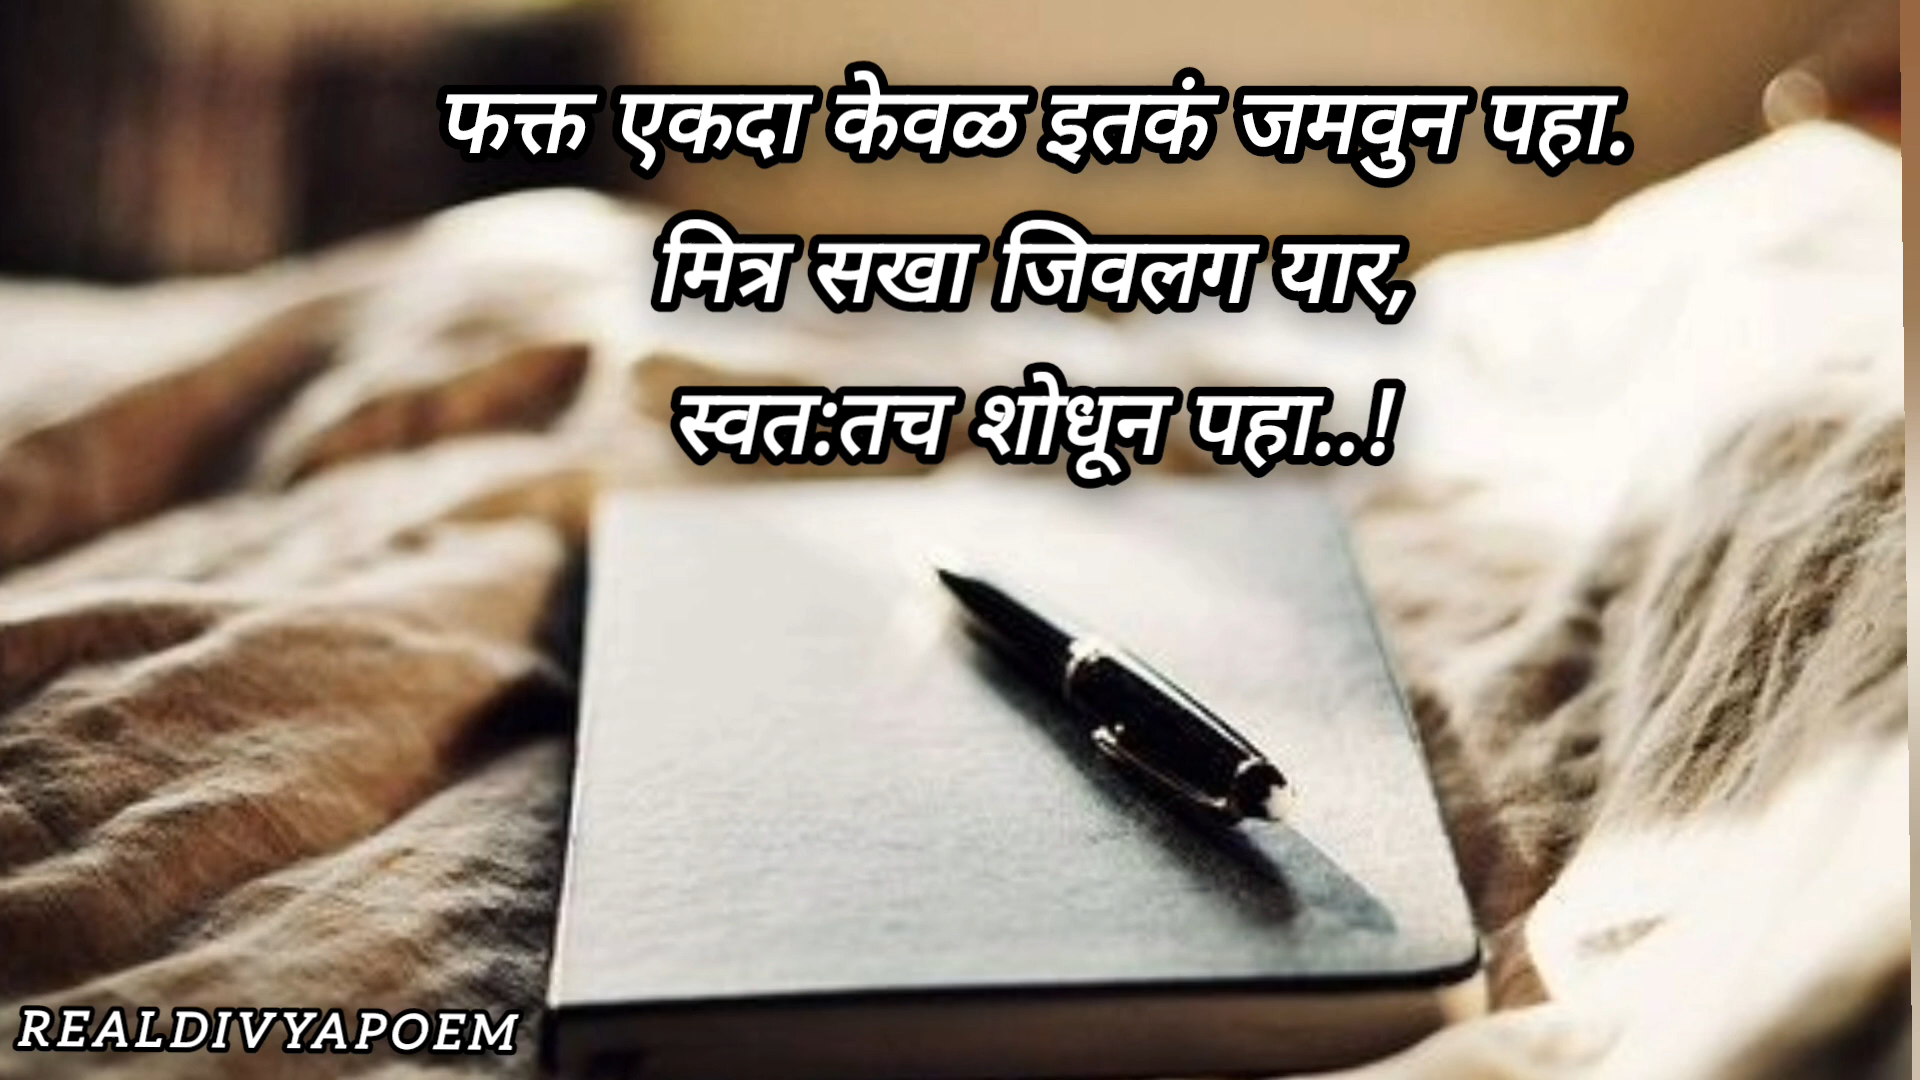 फक्त एकदा केवळ इतकं जमवुन पहा.
मित्र सखा जिवलग यार,
स्वत:तच शोधून पहा..!
REALDIVYAPOEM